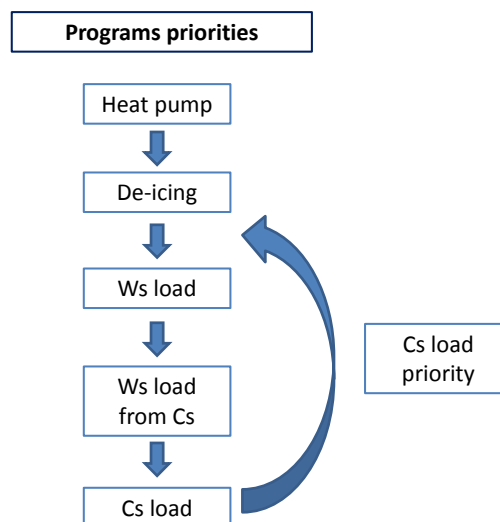 Programs priorities
Heat pump
De-icing
Ws load
Cs load
priority
Ws load
from Cs
Cs load